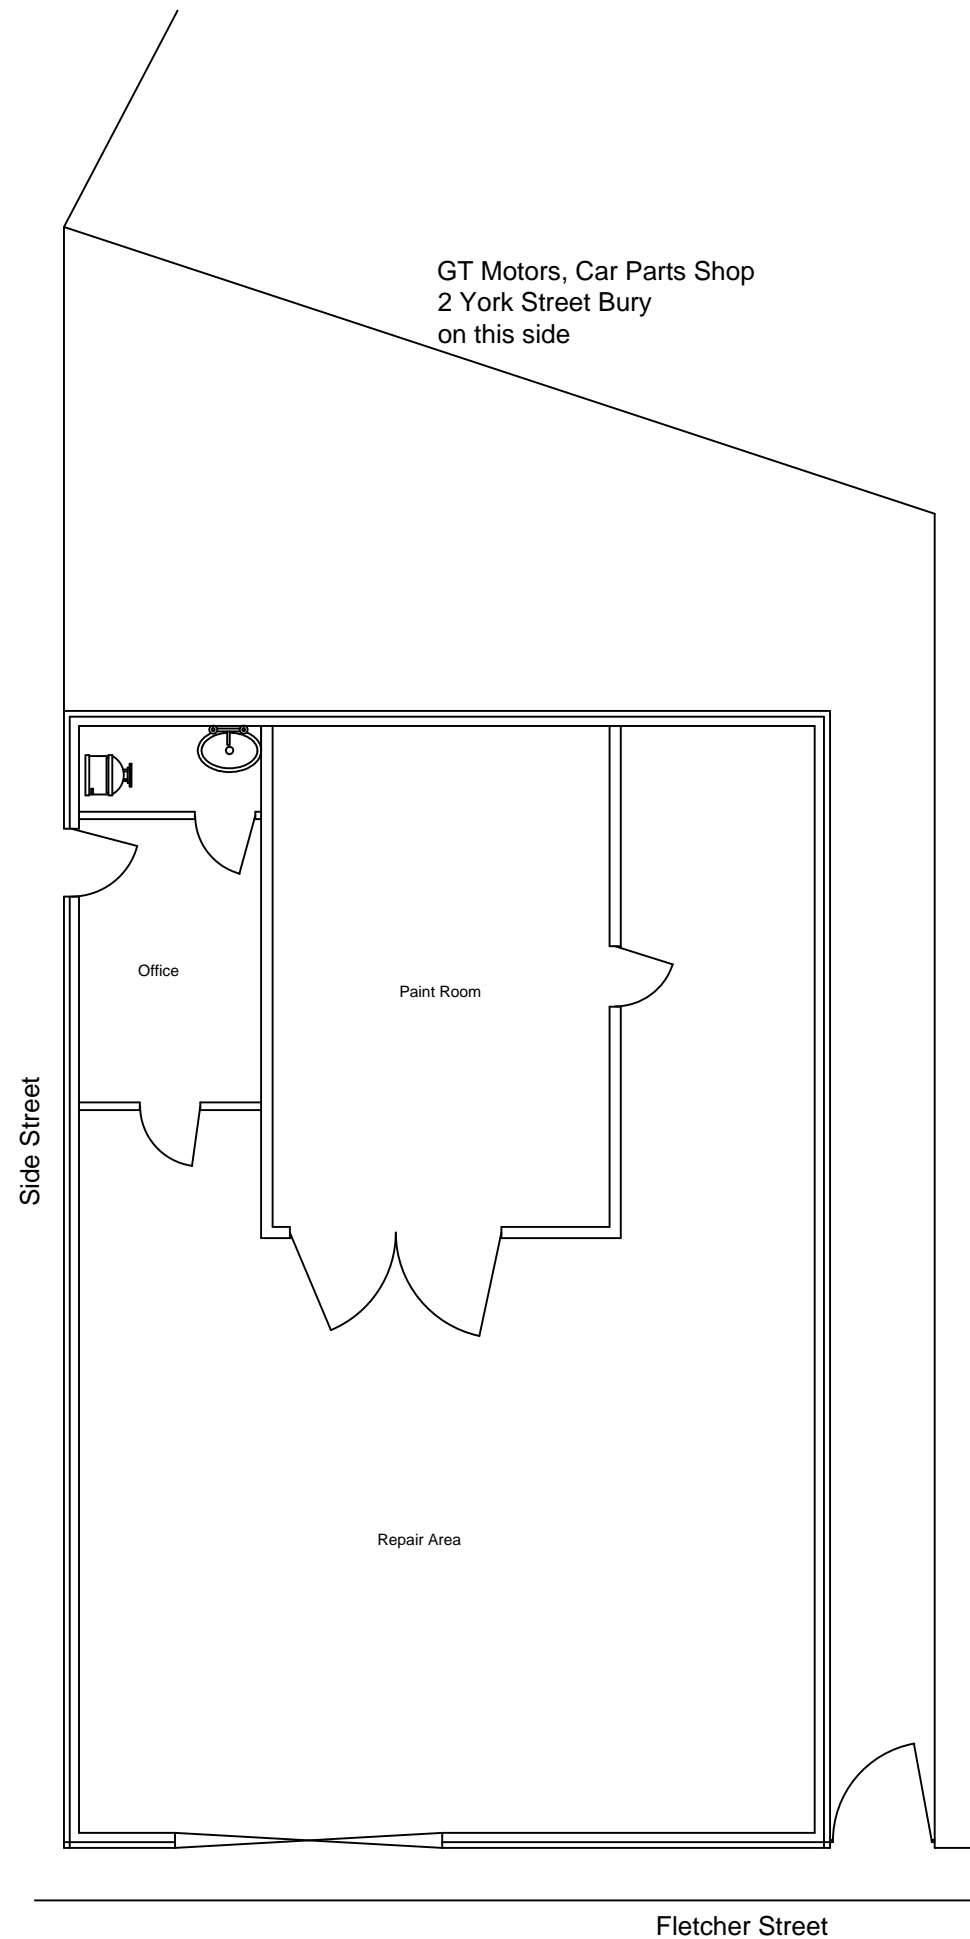 GT Motors, Car Parts Shop
2 York Street Bury
on this side
Office
Paint Room
Side Street
Repair Area
Fletcher Street